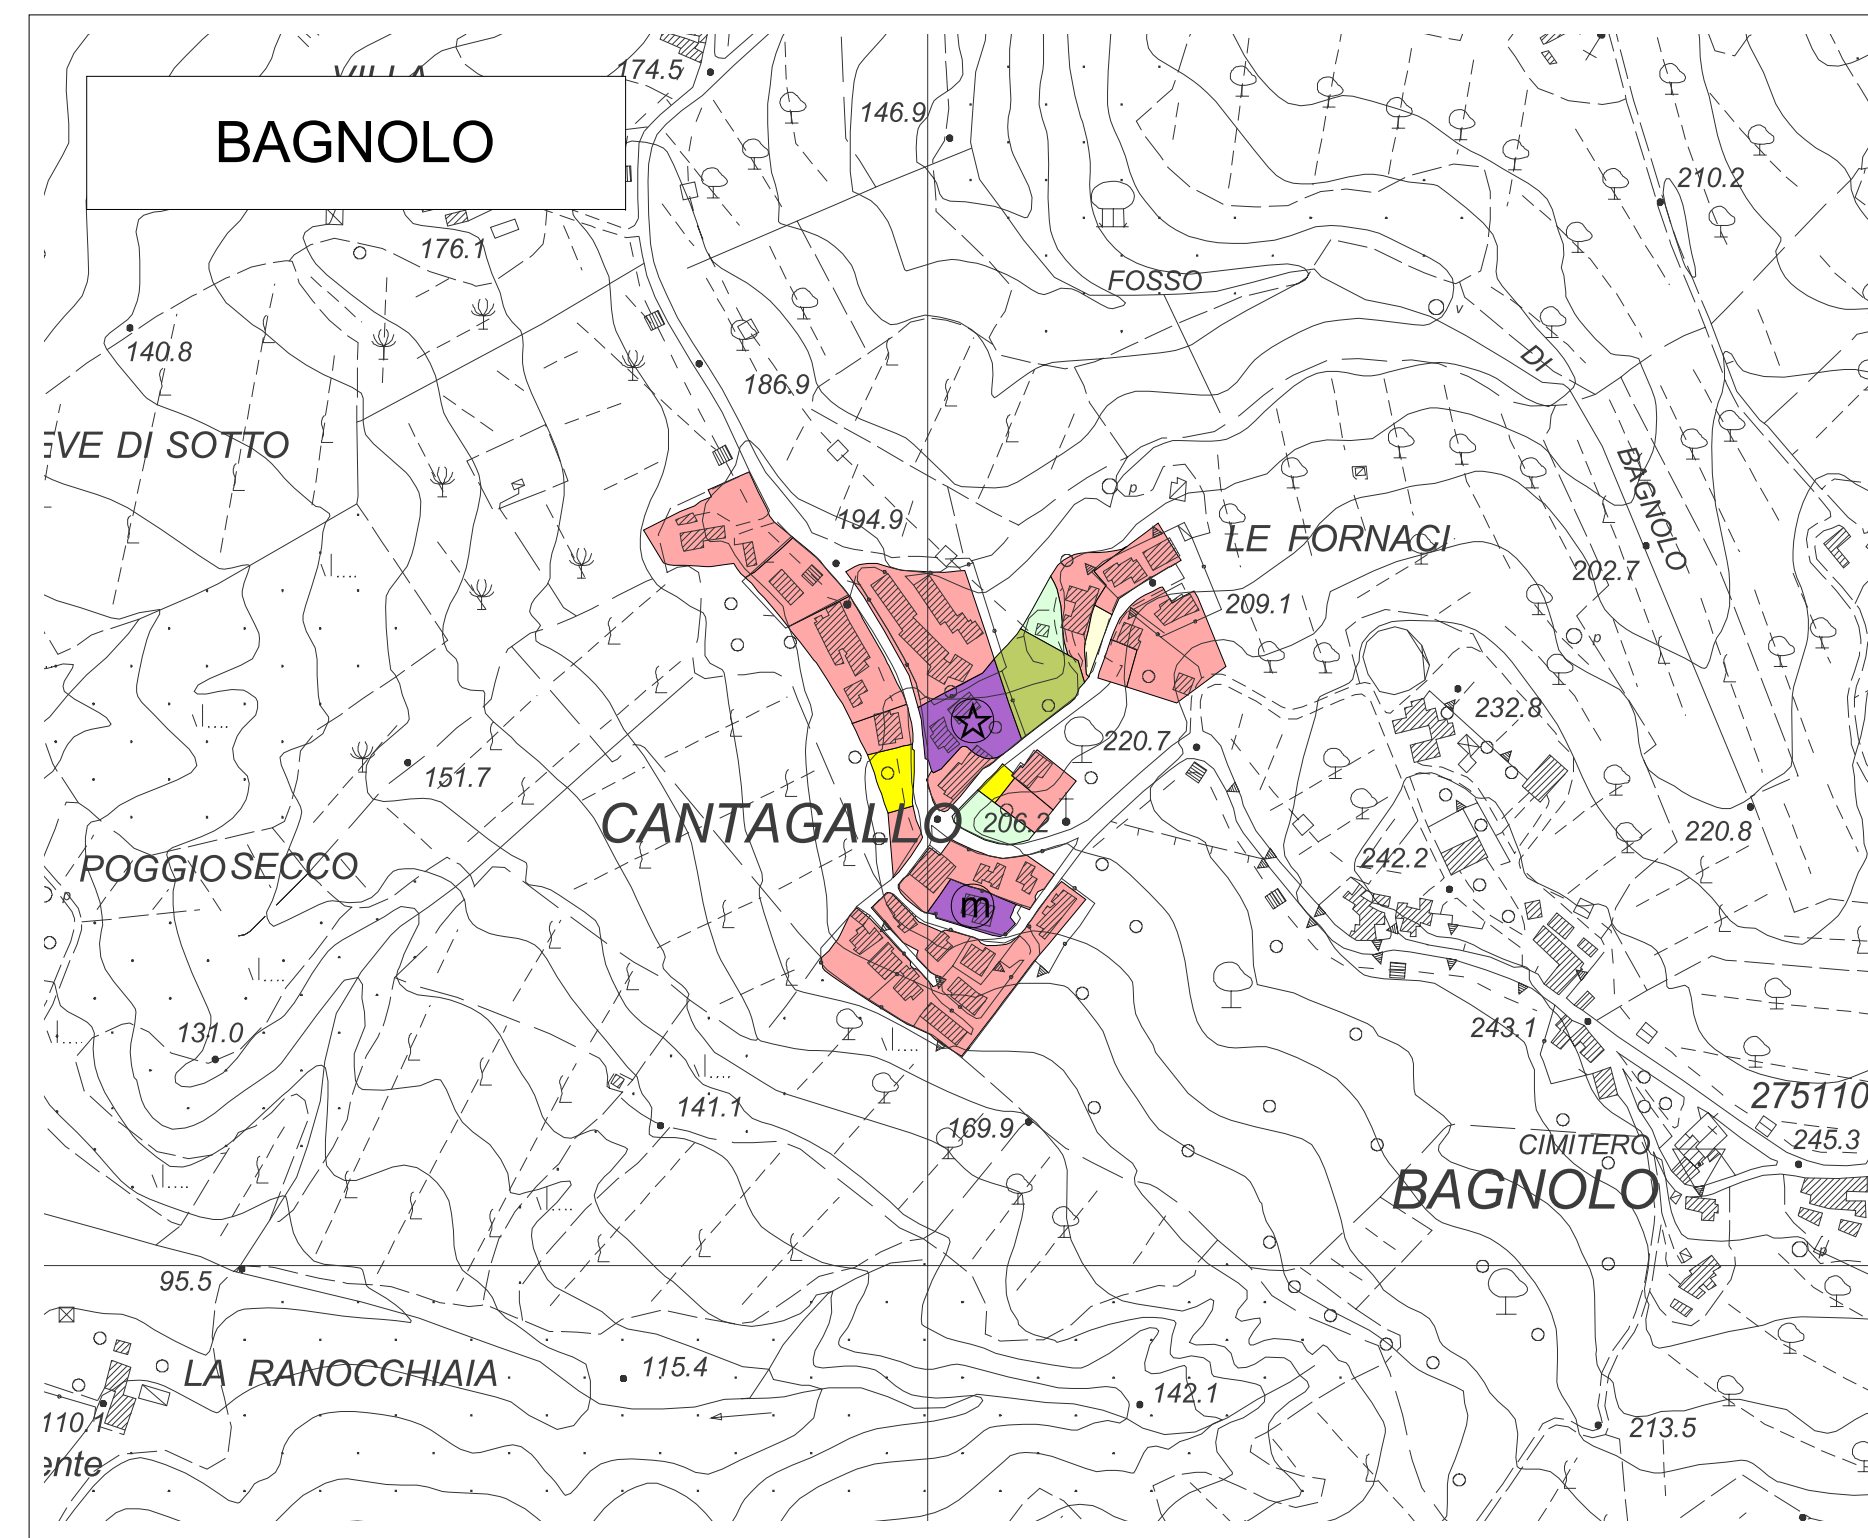 174.5
146.9
BAGNOLO
210.2
176.1
FOSSO
v
140.8
DI
186.9
EVE DI SOTTO
BAGNOLO
p
194.9
LE FORNACI
202.7
209.1
p
232.8
220.7
151.7
CANTAGALLO
206.2
220.8
242.2
POGGIO SECCO
p
m
131.0
243.1
275110
141.1
169.9
CIMITERO
245.3
BAGNOLO
p
95.5
LA RANOCCHIAIA
115.4
142.1
110.1
213.5
ente